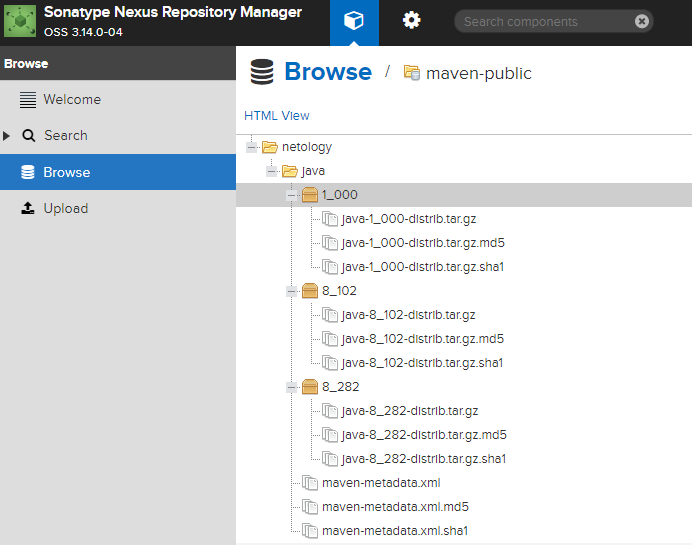 Sonatype Nexus Repository Manager
OSS 3.14.0-04
Search components
Browse
Welcome
Search
Browse
Upload
Browse / maven-public
HTML View
netology
java
1_000
java-1_000-distrib.tar.gz
java-1_000-distrib.tar.gz.md5
java-1_000-distrib.tar.gz.sha1
8_102
java-8_102-distrib.tar.gz
java-8_102-distrib.tar.gz.md5
java-8_102-distrib.tar.gz.sha1
8_282
java-8_282-distrib.tar.gz
java-8_282-distrib.tar.gz.md5
java-8_282-distrib.tar.gz.sha1
maven-metadata.xml
maven-metadata.xml.md5
maven-metadata.xml.sha1